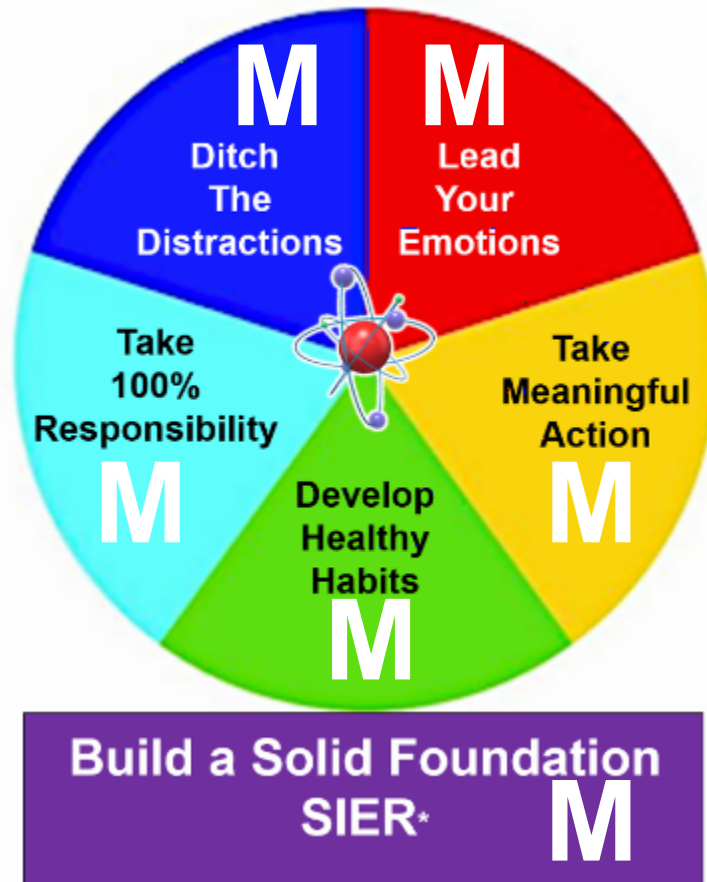 M
Ditch
The
Distractions
M
Lead
Your
Emotions
Take
100%
Responsibility
M
Take
Meaningful
Action
M
Develop
Healthy
Habits
M
Build a Solid Foundation
SIER*
M